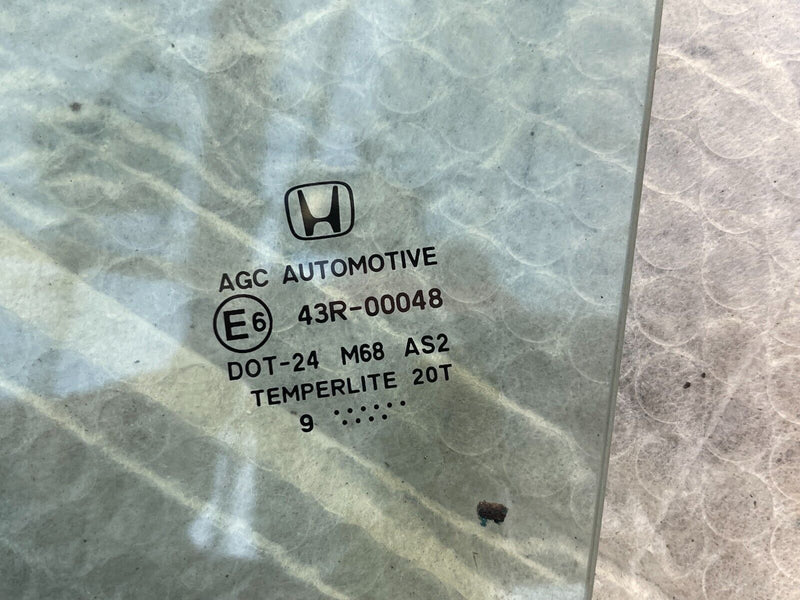 AGC AUTOMOTIVE
E6 43R-00048
DOT-24 M68 AS2
TEMPERLITE 20T
9